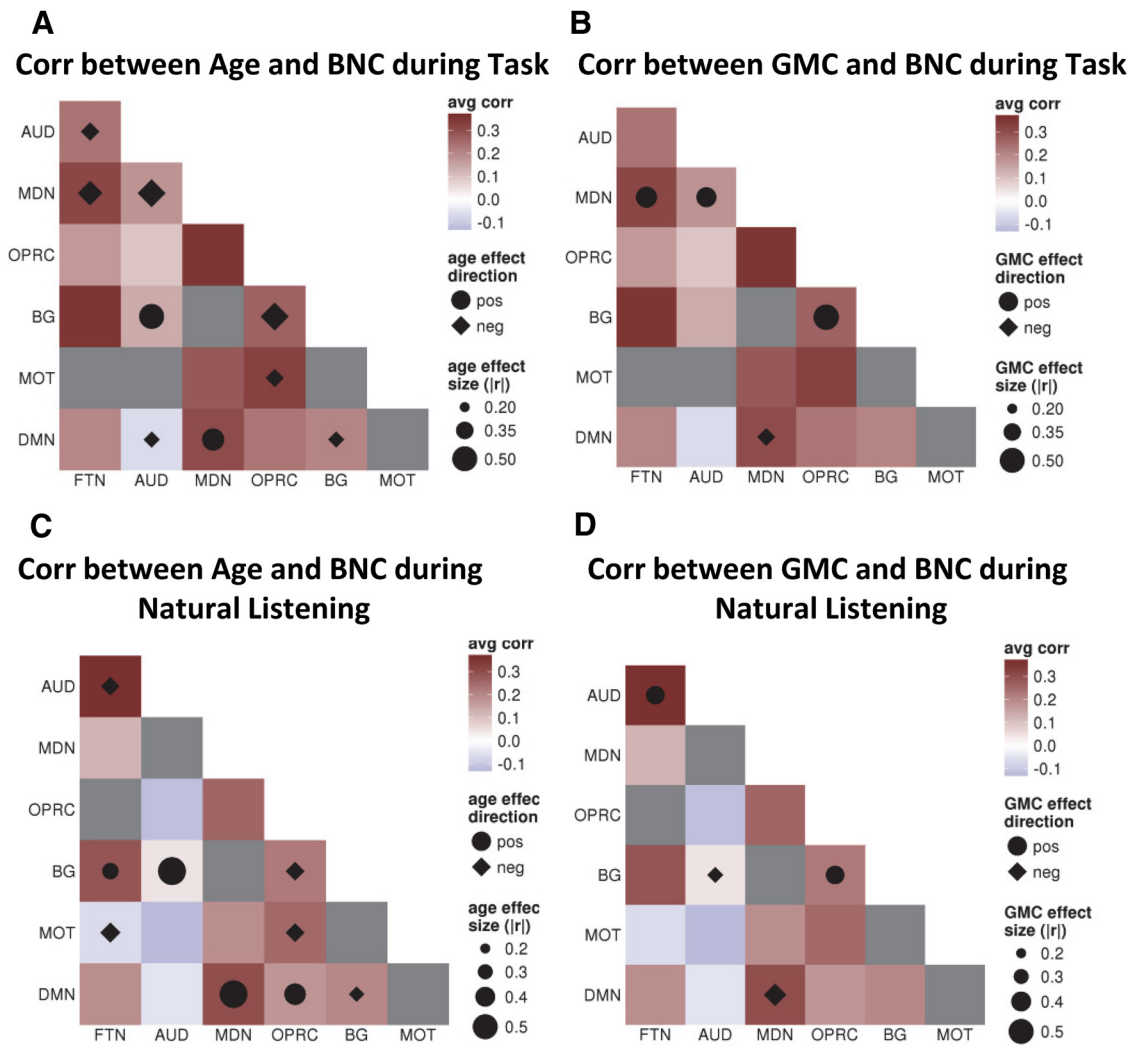 A
Corr between Age and BNC during Task
avg corr
0.3
0.2
0.1
0.0
-0.1
age effect
direction
pos
neg
age effect
size (|r|)
0.20
0.35
0.50
AUD
MDN
OPRC
BG
MOT
DMN
FTN AUD MDN OPRC BG MOT
B
Corr between GMC and BNC during Task
avg corr
0.3
0.2
0.1
0.0
-0.1
GMC effect
direction
pos
neg
GMC effect
size (|r|)
0.20
0.35
0.50
AUD
MDN
OPRC
BG
MOT
DMN
FTN AUD MDN OPRC BG MOT
C
Corr between Age and BNC during
Natural Listening
avg corr
0.3
0.2
0.1
0.0
-0.1
age effec
direction
pos
neg
age effec
size (|r|)
0.2
0.3
0.4
0.5
AUD
MDN
OPRC
BG
MOT
DMN
FTN AUD MDN OPRC BG MOT
D
Corr between GMC and BNC during
Natural Listening
avg corr
0.3
0.2
0.1
0.0
-0.1
GMC effect
direction
pos
neg
GMC effect
size (|r|)
0.2
0.3
0.4
0.5
AUD
MDN
OPRC
BG
MOT
DMN
FTN AUD MDN OPRC BG MOT